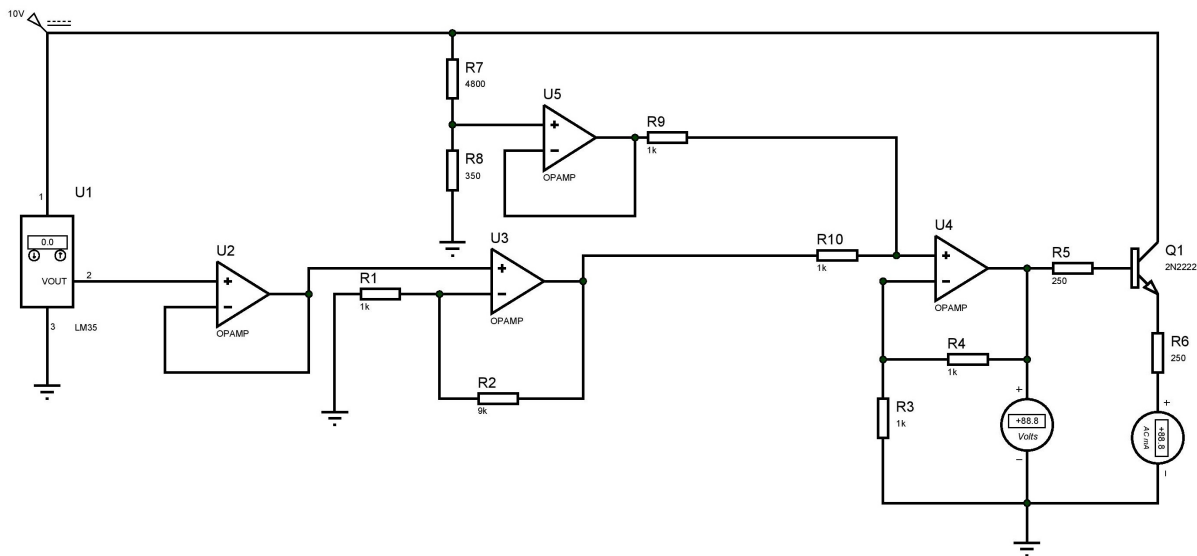 10V
R7
4800
U5
R9
1k
+
−
OPAMP
R8
350
U1
1
0.0
VOUT
2
3
LM35
U2
+
−
OPAMP
R1
1k
U3
+
−
OPAMP
R2
9k
R10
1k
U4
+
−
OPAMP
R5
250
Q1
2N2222
R4
1k
R3
1k
R6
250
+
+88.8
Volts
−
+
+88.8
AC mA
−